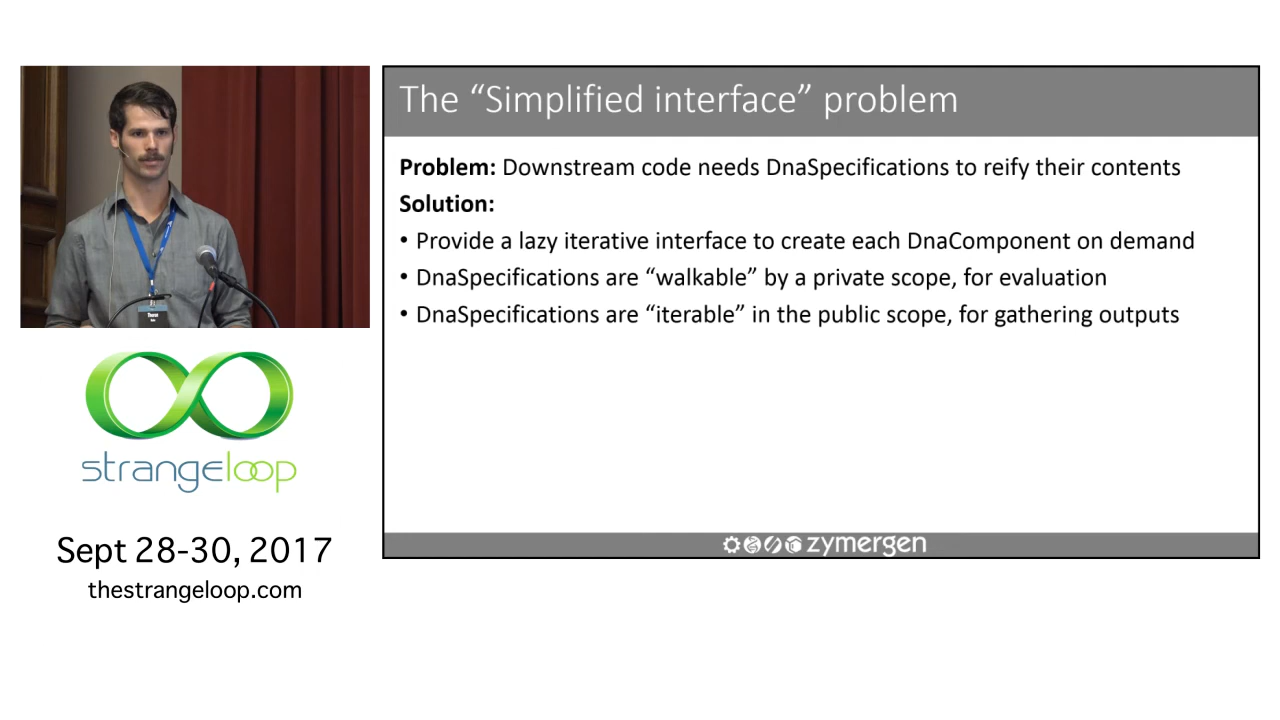 The “Simplified interface” problem
Problem: Downstream code needs DnaSpecifications to reify their contents
Solution:
• Provide a lazy iterative interface to create each DnaComponent on demand
• DnaSpecifications are “walkable” by a private scope, for evaluation
• DnaSpecifications are “iterable” in the public scope, for gathering outputs
zymergen
strangeloop
Sept 28-30, 2017
thestrangeloop.com